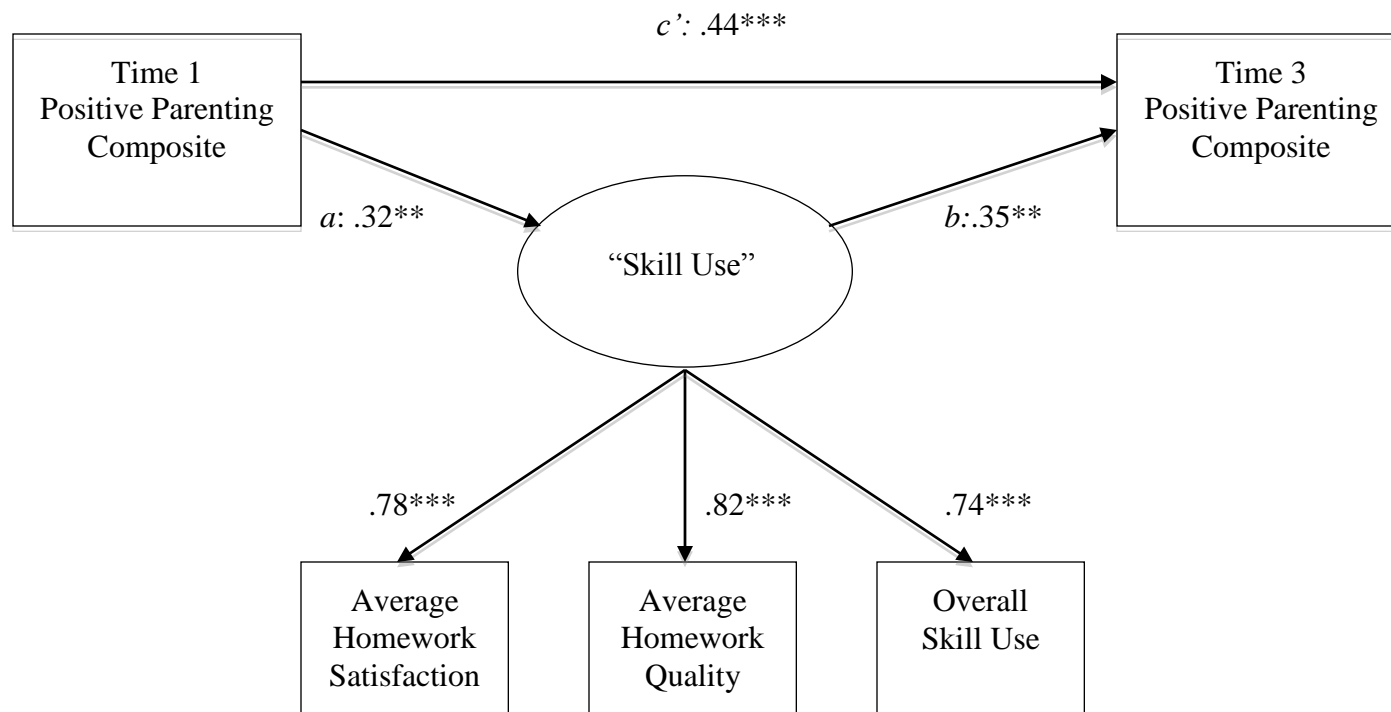 c’: .44***
Time 1
Positive Parenting
Composite
Time 3
Positive Parenting
Composite
a: .32**
b:.35**
“Skill Use”
.78***
.82***
.74***
Average
Homework
Satisfaction
Average
Homework
Quality
Overall
Skill Use